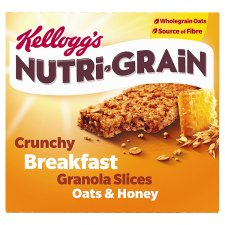 Kellogg's
Wholegrain Oats
Source of Fibre
NUTRI-GRAIN
Crunchy
Breakfast
Granola Slices
Oats & Honey